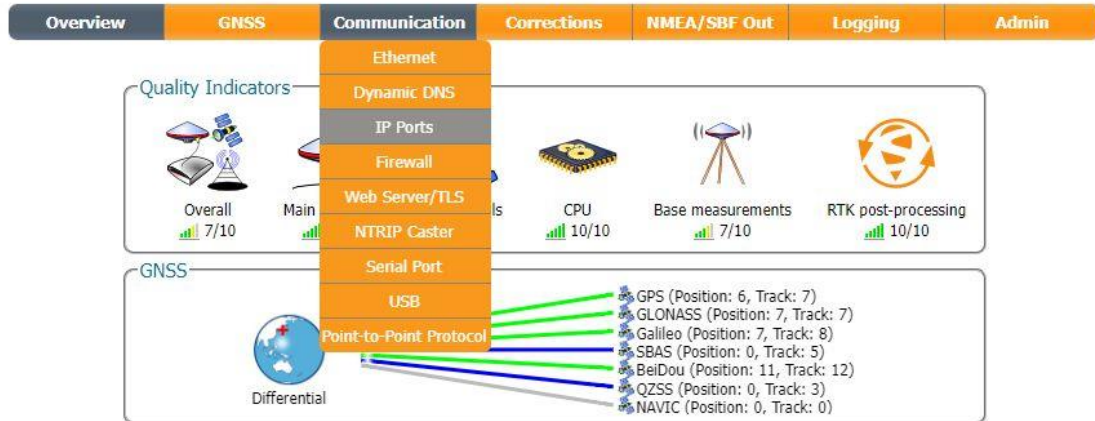 Overview GNSS Communication Corrections NMEA/SBF Out Logging Admin
Ethernet
Dynamic DNS
IP Ports
Firewall
Web Server/TLS
NTRIP Caster
Serial Port
USB
Point-to-Point Protocol
Quality Indicators
Overall Main ls CPU Base measurements RTK post-processing
7/10 10/10 7/10 10/10
GNSS
GPS (Position: 6, Track: 7)
GLONASS (Position: 7, Track: 7)
Galileo (Position: 7, Track: 8)
SBAS (Position: 0, Track: 5)
BeiDou (Position: 11, Track: 12)
QZSS (Position: 0, Track: 3)
NAVIC (Position: 0, Track: 0)
Differential